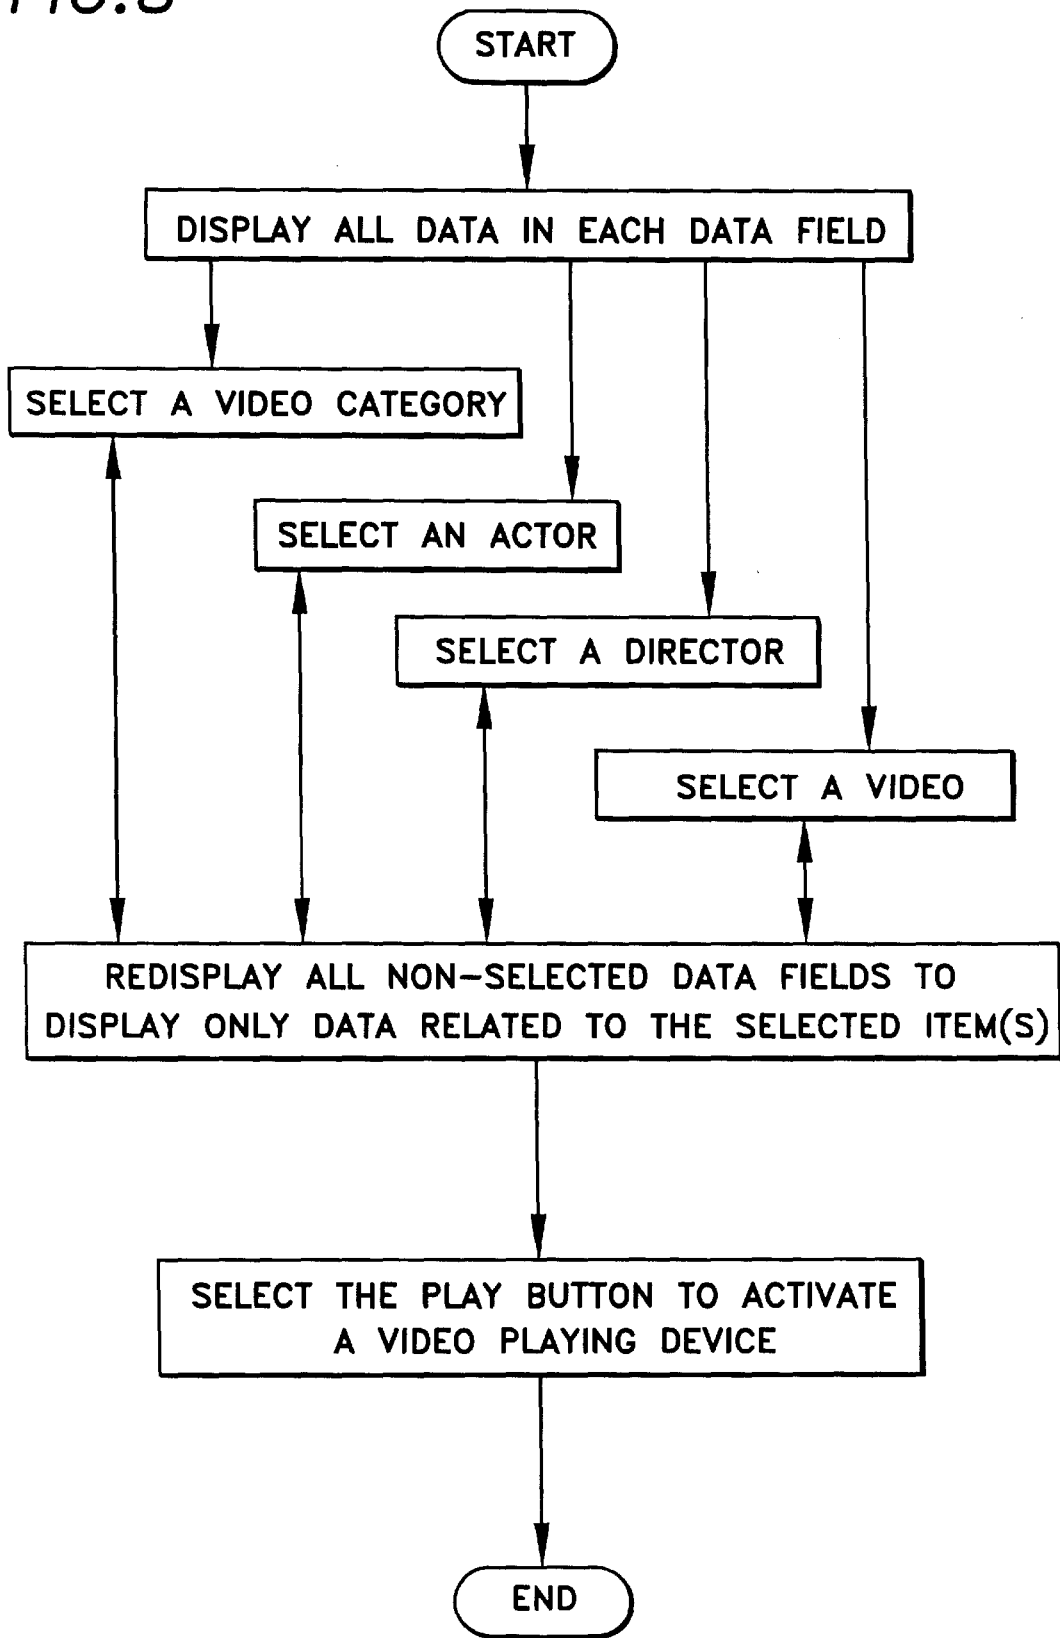 START
DISPLAY ALL DATA IN EACH DATA FIELD
SELECT A VIDEO CATEGORY
SELECT AN ACTOR
SELECT A DIRECTOR
SELECT A VIDEO
REDISPLAY ALL NON-SELECTED DATA FIELDS TO
DISPLAY ONLY DATA RELATED TO THE SELECTED ITEM(S)
SELECT THE PLAY BUTTON TO ACTIVATE
A VIDEO PLAYING DEVICE
END